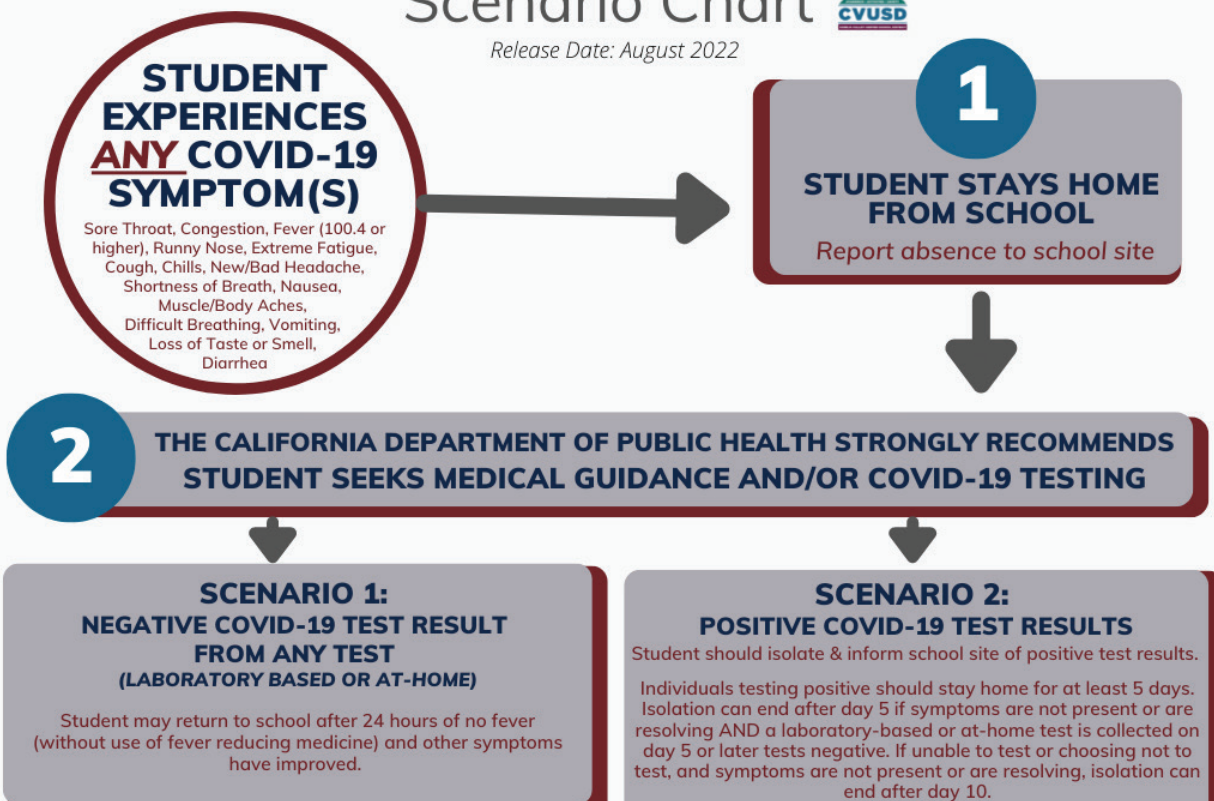 Scenario Chart
CVUSD
Release Date: August 2022
STUDENT
EXPERIENCES
ANY COVID-19
SYMPTOM(S)
Sore Throat, Congestion, Fever (100.4 or
higher), Runny Nose, Extreme Fatigue,
Cough, Chills, New/Bad Headache,
Shortness of Breath, Nausea,
Muscle/Body Aches,
Difficult Breathing, Vomiting,
Loss of Taste or Smell,
Diarrhea
1
STUDENT STAYS HOME
FROM SCHOOL
Report absence to school site
2
THE CALIFORNIA DEPARTMENT OF PUBLIC HEALTH STRONGLY RECOMMENDS
STUDENT SEEKS MEDICAL GUIDANCE AND/OR COVID-19 TESTING
SCENARIO 1:
NEGATIVE COVID-19 TEST RESULT
FROM ANY TEST
(LABORATORY BASED OR AT-HOME)
Student may return to school after 24 hours of no fever
(without use of fever reducing medicine) and other symptoms
have improved.
SCENARIO 2:
POSITIVE COVID-19 TEST RESULTS
Student should isolate & inform school site of positive test results.
Individuals testing positive should stay home for at least 5 days.
Isolation can end after day 5 if symptoms are not present or are
resolving AND a laboratory-based or at-home test is collected on
day 5 or later tests negative. If unable to test or choosing not to
test, and symptoms are not present or are resolving, isolation can
end after day 10.